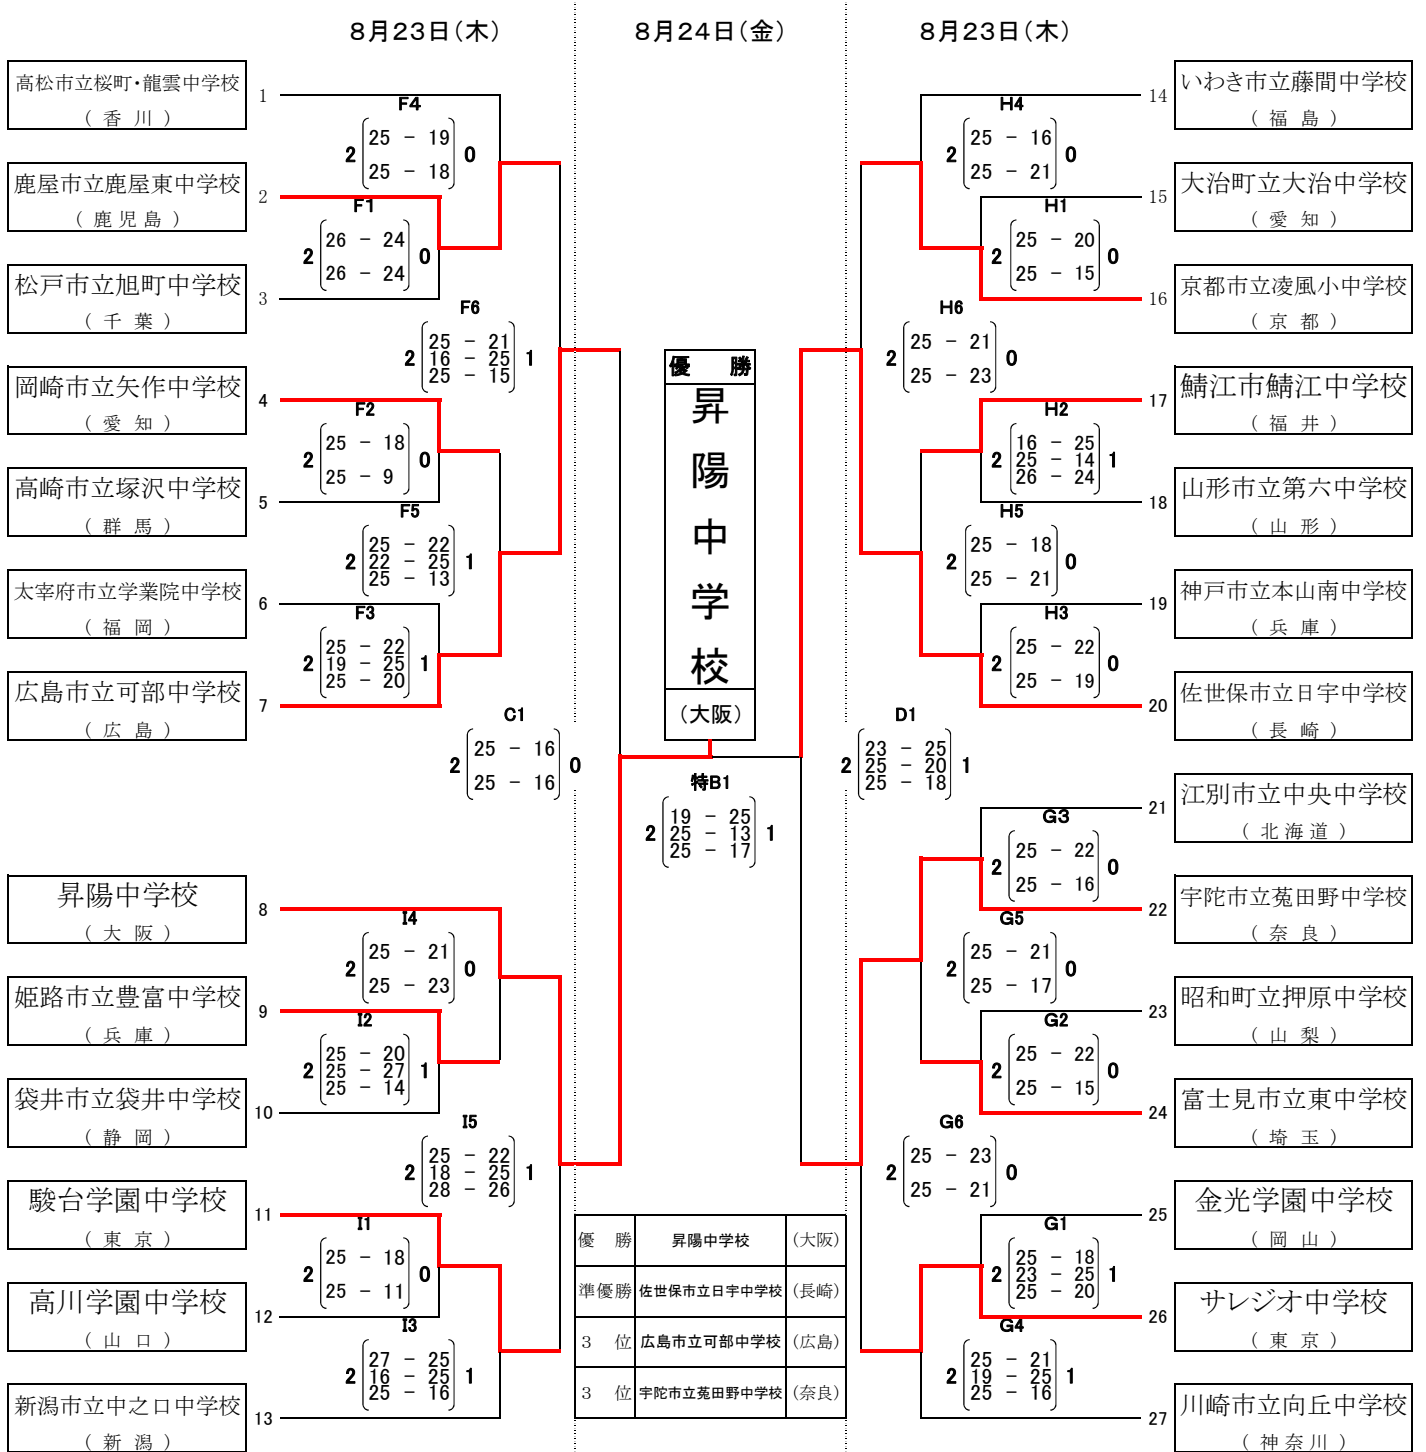 8月23日(木)
8月24日(金)
8月23日(木)
高松市立桜町・龍雲中学校
(香川)
1
鹿屋市立鹿屋東中学校
(鹿児島)
2
松戸市立旭町中学校
(千葉)
3
岡崎市立矢作中学校
(愛知)
4
高崎市立塚沢中学校
(群馬)
5
太宰府市立学業院中学校
(福岡)
6
広島市立可部中学校
(広島)
7
昇陽中学校
(大阪)
8
姫路市立豊富中学校
(兵庫)
9
袋井市立袋井中学校
(静岡)
10
駿台学園中学校
(東京)
11
高川学園中学校
(山口)
12
新潟市立中之口中学校
(新潟)
13
F4
25 - 19
2 0
25 - 18
F1
26 - 24
2 0
26 - 24
F6
25 - 21
2 16 - 25 1
25 - 15
F2
25 - 18
2 0
25 - 9
F5
25 - 22
2 22 - 25 1
25 - 13
F3
25 - 22
2 19 - 25 1
25 - 20
C1
25 - 16
2 0
25 - 16
I4
25 - 21
2 0
25 - 23
I2
25 - 20
2 25 - 27 1
25 - 14
I5
25 - 22
2 18 - 25 1
28 - 26
I1
25 - 18
2 0
25 - 11
I3
27 - 25
2 16 - 25 1
25 - 16
優 勝
昇陽中学校
(大阪)
特B1
19 - 25
2 25 - 13 1
25 - 17
優 勝 昇陽中学校 (大阪)
準優勝 佐世保市立日宇中学校 (長崎)
3 位 広島市立可部中学校 (広島)
3 位 宇陀市立菟田野中学校 (奈良)
H4
25 - 16
2 0
25 - 21
H1
25 - 20
2 0
25 - 15
H6
25 - 21
2 0
25 - 23
H2
16 - 25
2 25 - 14 1
26 - 24
H5
25 - 18
2 0
25 - 21
H3
25 - 22
2 0
25 - 19
D1
23 - 25
2 25 - 20 1
25 - 18
G3
25 - 22
2 0
25 - 16
G5
25 - 21
2 0
25 - 17
G2
25 - 22
2 0
25 - 15
G6
25 - 23
2 0
25 - 21
G1
25 - 18
2 23 - 25 1
25 - 20
G4
25 - 21
2 19 - 25 1
25 - 16
14
いわき市立藤間中学校
(福島)
15
大治町立大治中学校
(愛知)
16
京都市立凌風小中学校
(京都)
17
鯖江市鯖江中学校
(福井)
18
山形市立第六中学校
(山形)
19
神戸市立本山南中学校
(兵庫)
20
佐世保市立日宇中学校
(長崎)
21
江別市立中央中学校
(北海道)
22
宇陀市立菟田野中学校
(奈良)
23
昭和町立押原中学校
(山梨)
24
富士見市立東中学校
(埼玉)
25
金光学園中学校
(岡山)
26
サレジオ中学校
(東京)
27
川崎市立向丘中学校
(神奈川)